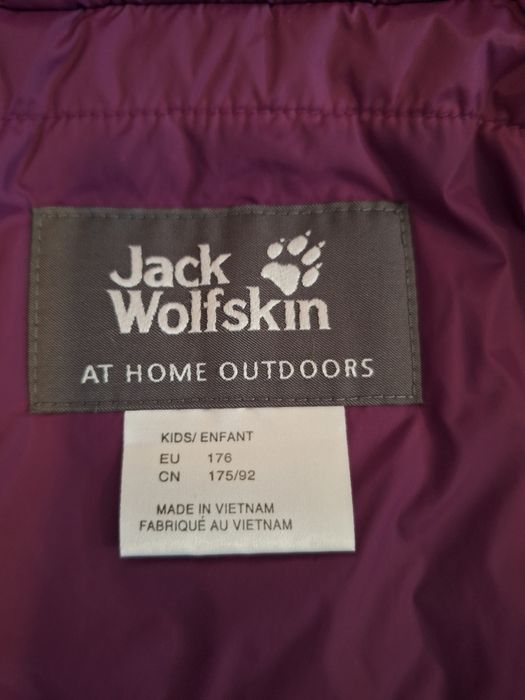 Jack
Wolfskin
AT HOME OUTDOORS
KIDS/ ENFANT
EU 176
CN 175/92
MADE IN VIETNAM
FABRIQUÉ AU VIETNAM